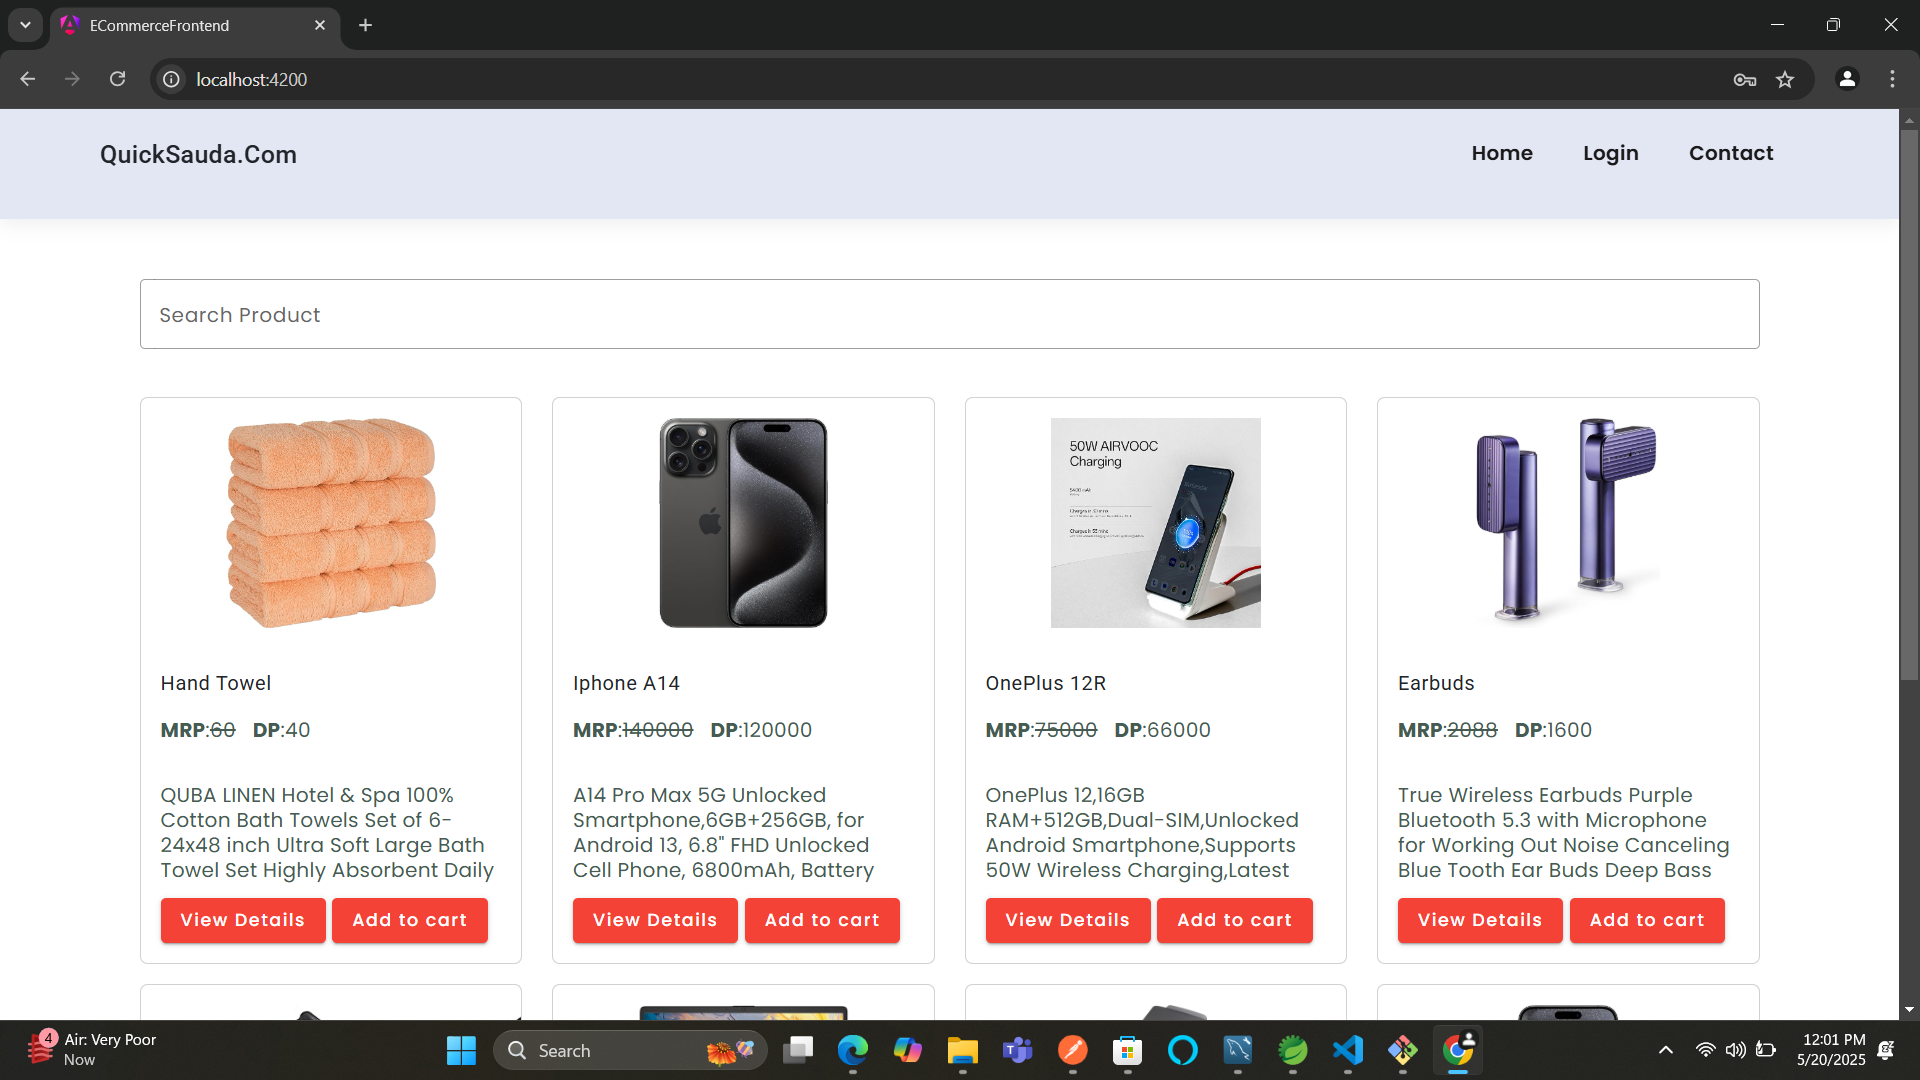 ECommerceFrontend
localhost:4200
QuickSauda.Com
Home Login Contact
Search Product
50W AIRVOOC
Charging
Hand Towel
MRP:60 DP:40
QUBA LINEN Hotel & Spa 100%
Cotton Bath Towels Set of 6-
24x48 inch Ultra Soft Large Bath
Towel Set Highly Absorbent Daily
View Details Add to cart
Iphone A14
MRP:140000 DP:120000
A14 Pro Max 5G Unlocked
Smartphone,6GB+256GB, for
Android 13, 6.8" FHD Unlocked
Cell Phone, 6800mAh, Battery
View Details Add to cart
OnePlus 12R
MRP:75000 DP:66000
OnePlus 12,16GB
RAM+512GB,Dual-SIM,Unlocked
Android Smartphone,Supports
50W Wireless Charging,Latest
View Details Add to cart
Earbuds
MRP:2088 DP:1600
True Wireless Earbuds Purple
Bluetooth 5.3 with Microphone
for Working Out Noise Canceling
Blue Tooth Ear Buds Deep Bass
View Details Add to cart
4
Air: Very Poor
Now
Search
12:01 PM
5/20/2025